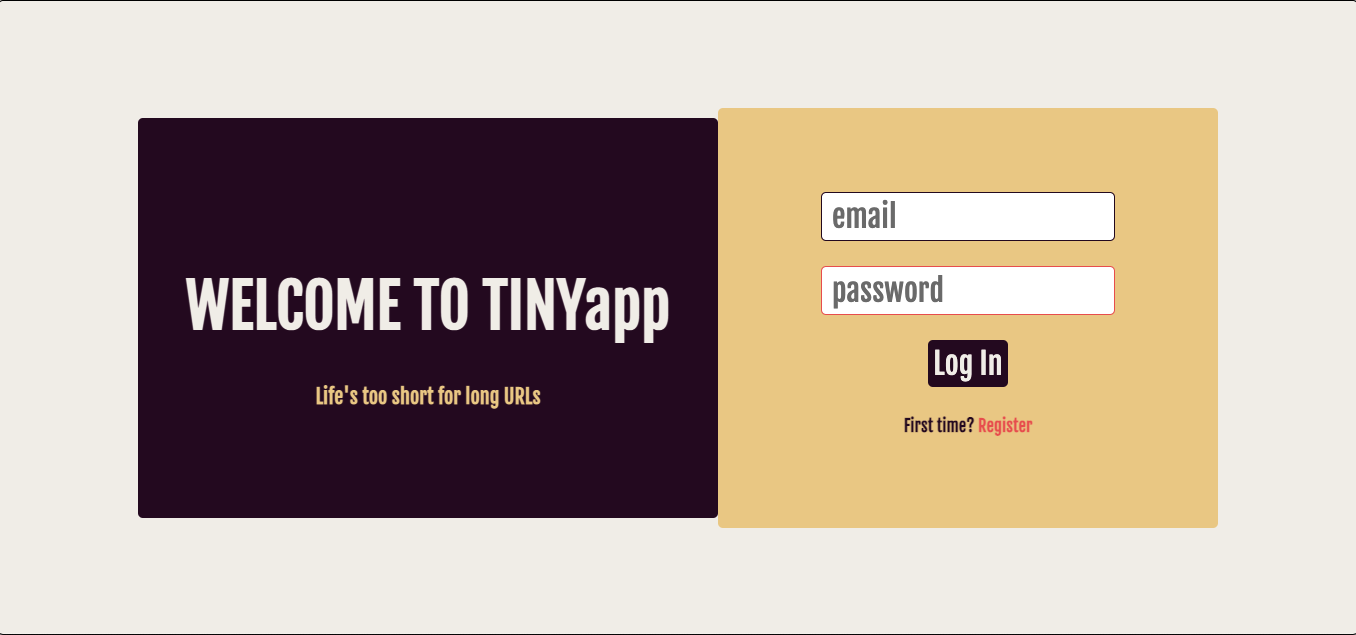 WELCOME TO TINYapp
Life's too short for long URLs
email
password
Log In
First time? Register